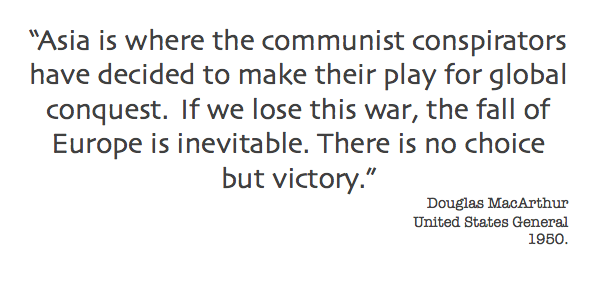 “Asia is where the communist conspirators
have decided to make their play for global
conquest.  If we lose this war, the fall of
Europe is inevitable. There is no choice
but victory.”
Douglas MacArthur
United States General
1950.